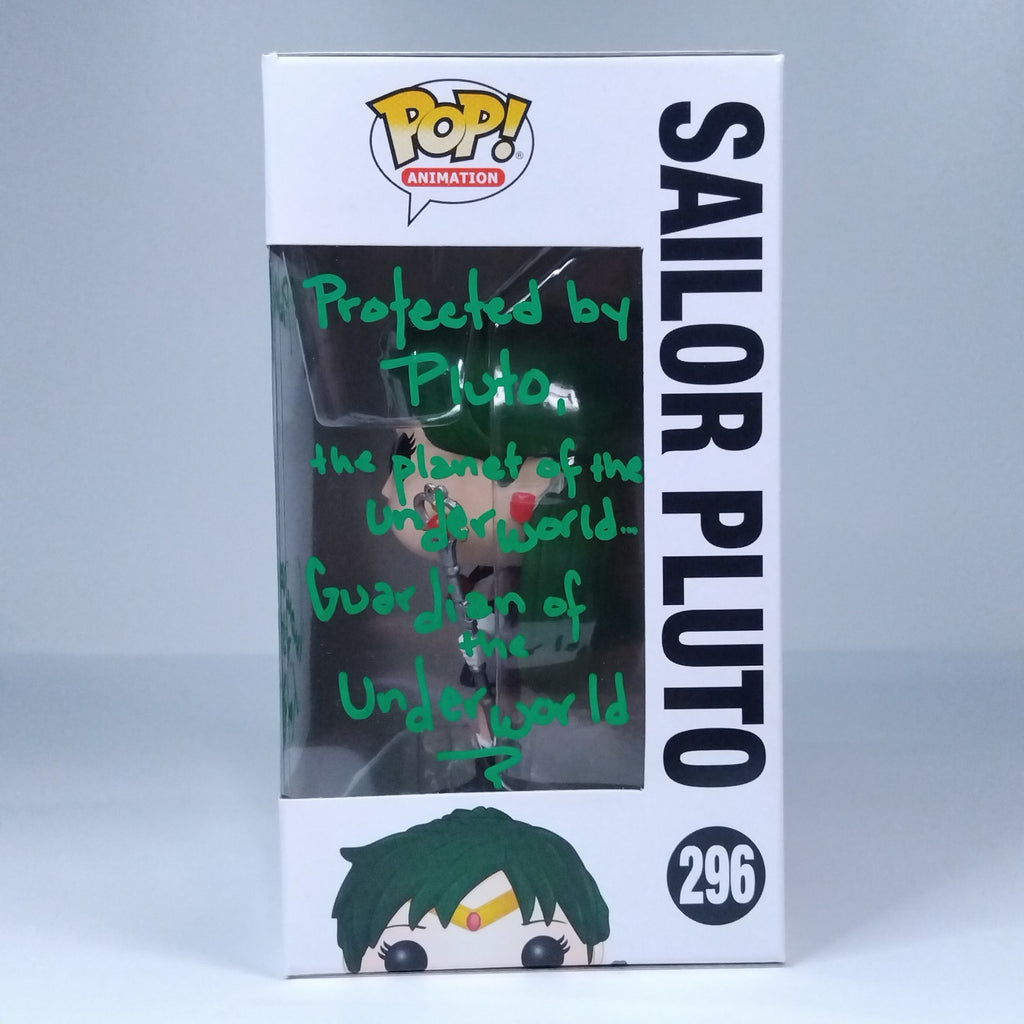 POP!
ANIMATION
Protected by
Pluto,
the planet of the
Underworld...
Guardian of
the
Underworld
SAILOR PLUTO
296